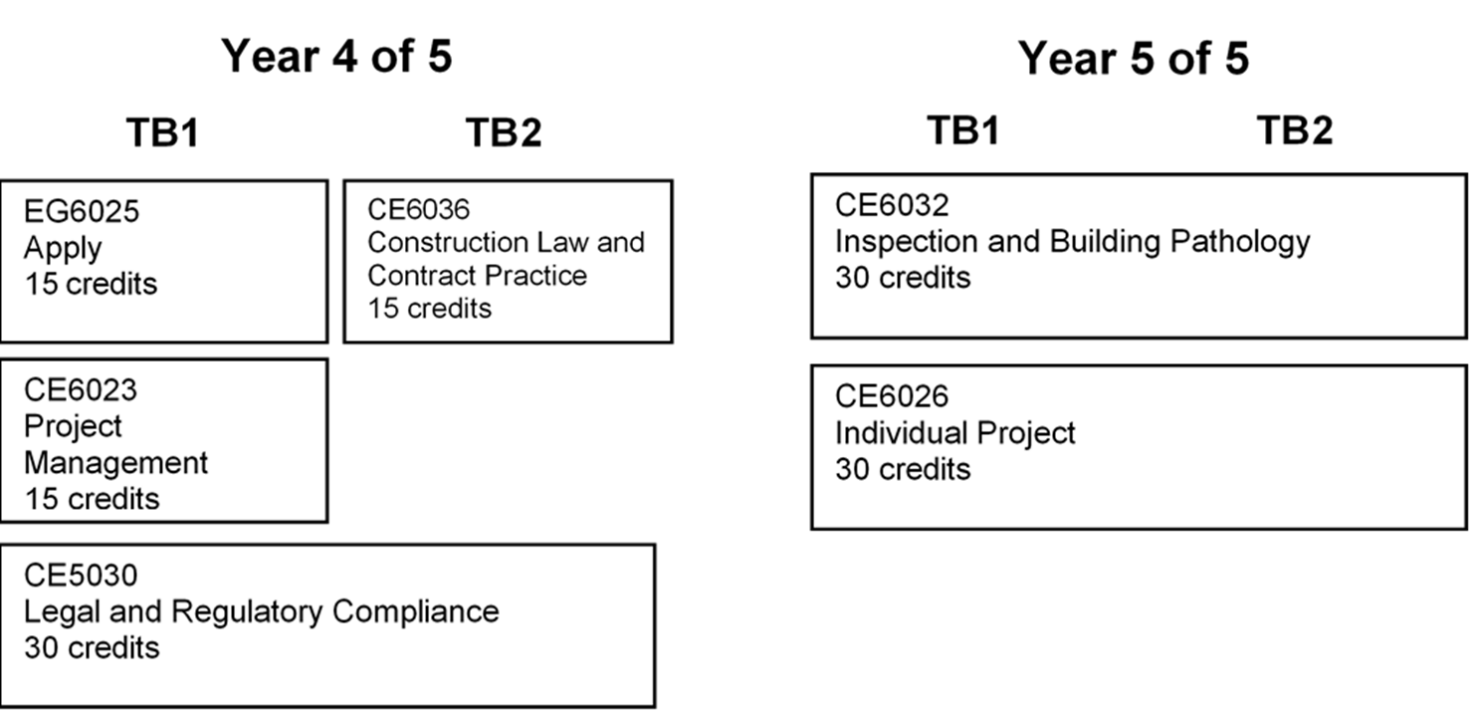 Year 4 of 5
TB1
TB2
EG6025
Apply
15 credits
CE6036
Construction Law and
Contract Practice
15 credits
CE6023
Project
Management
15 credits
CE5030
Legal and Regulatory Compliance
30 credits
Year 5 of 5
TB1
TB2
CE6032
Inspection and Building Pathology
30 credits
CE6026
Individual Project
30 credits